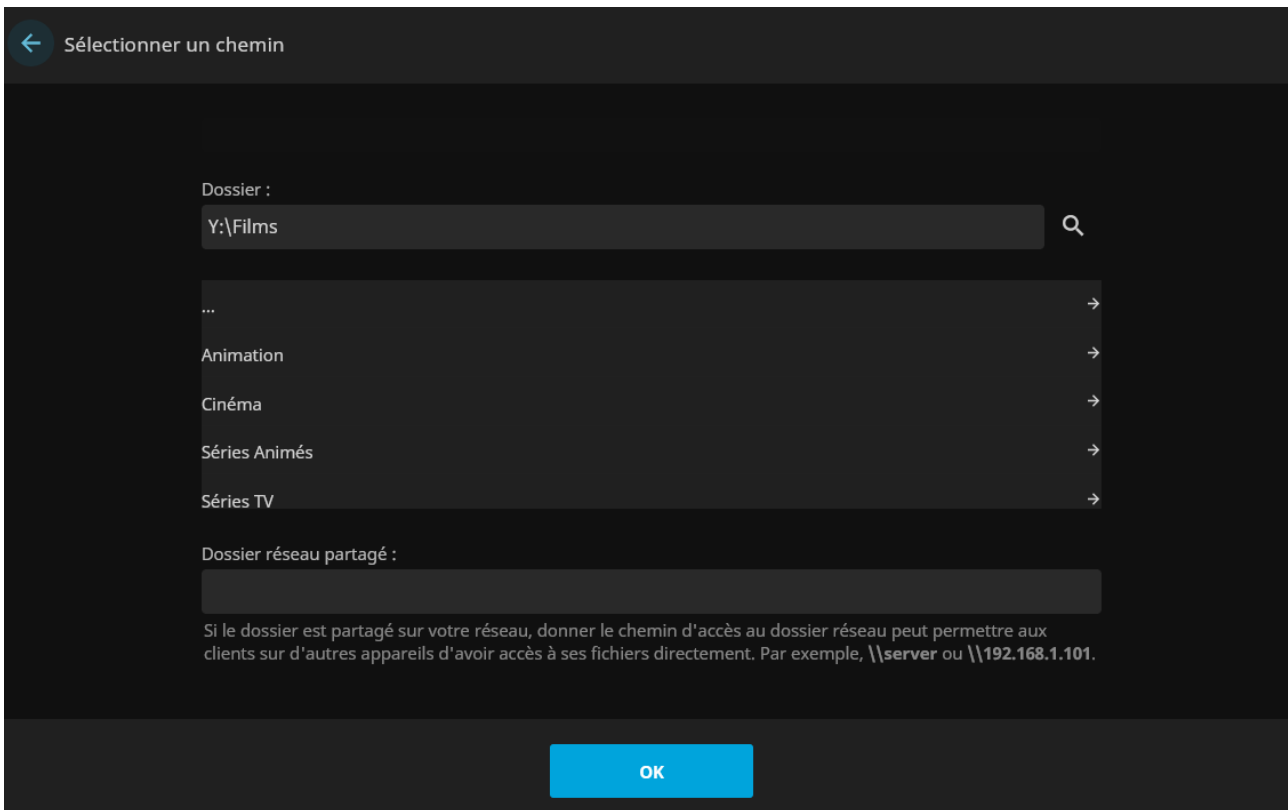 Sélectionner un chemin
Dossier :
Y:\Films
...
Animation
Cinéma
Séries Animés
Séries TV
Dossier réseau partagé :
Si le dossier est partagé sur votre réseau, donner le chemin d'accès au dossier réseau peut permettre aux
clients sur d'autres appareils d'avoir accès à ses fichiers directement. Par exemple, \\server ou \\192.168.1.101.
OK